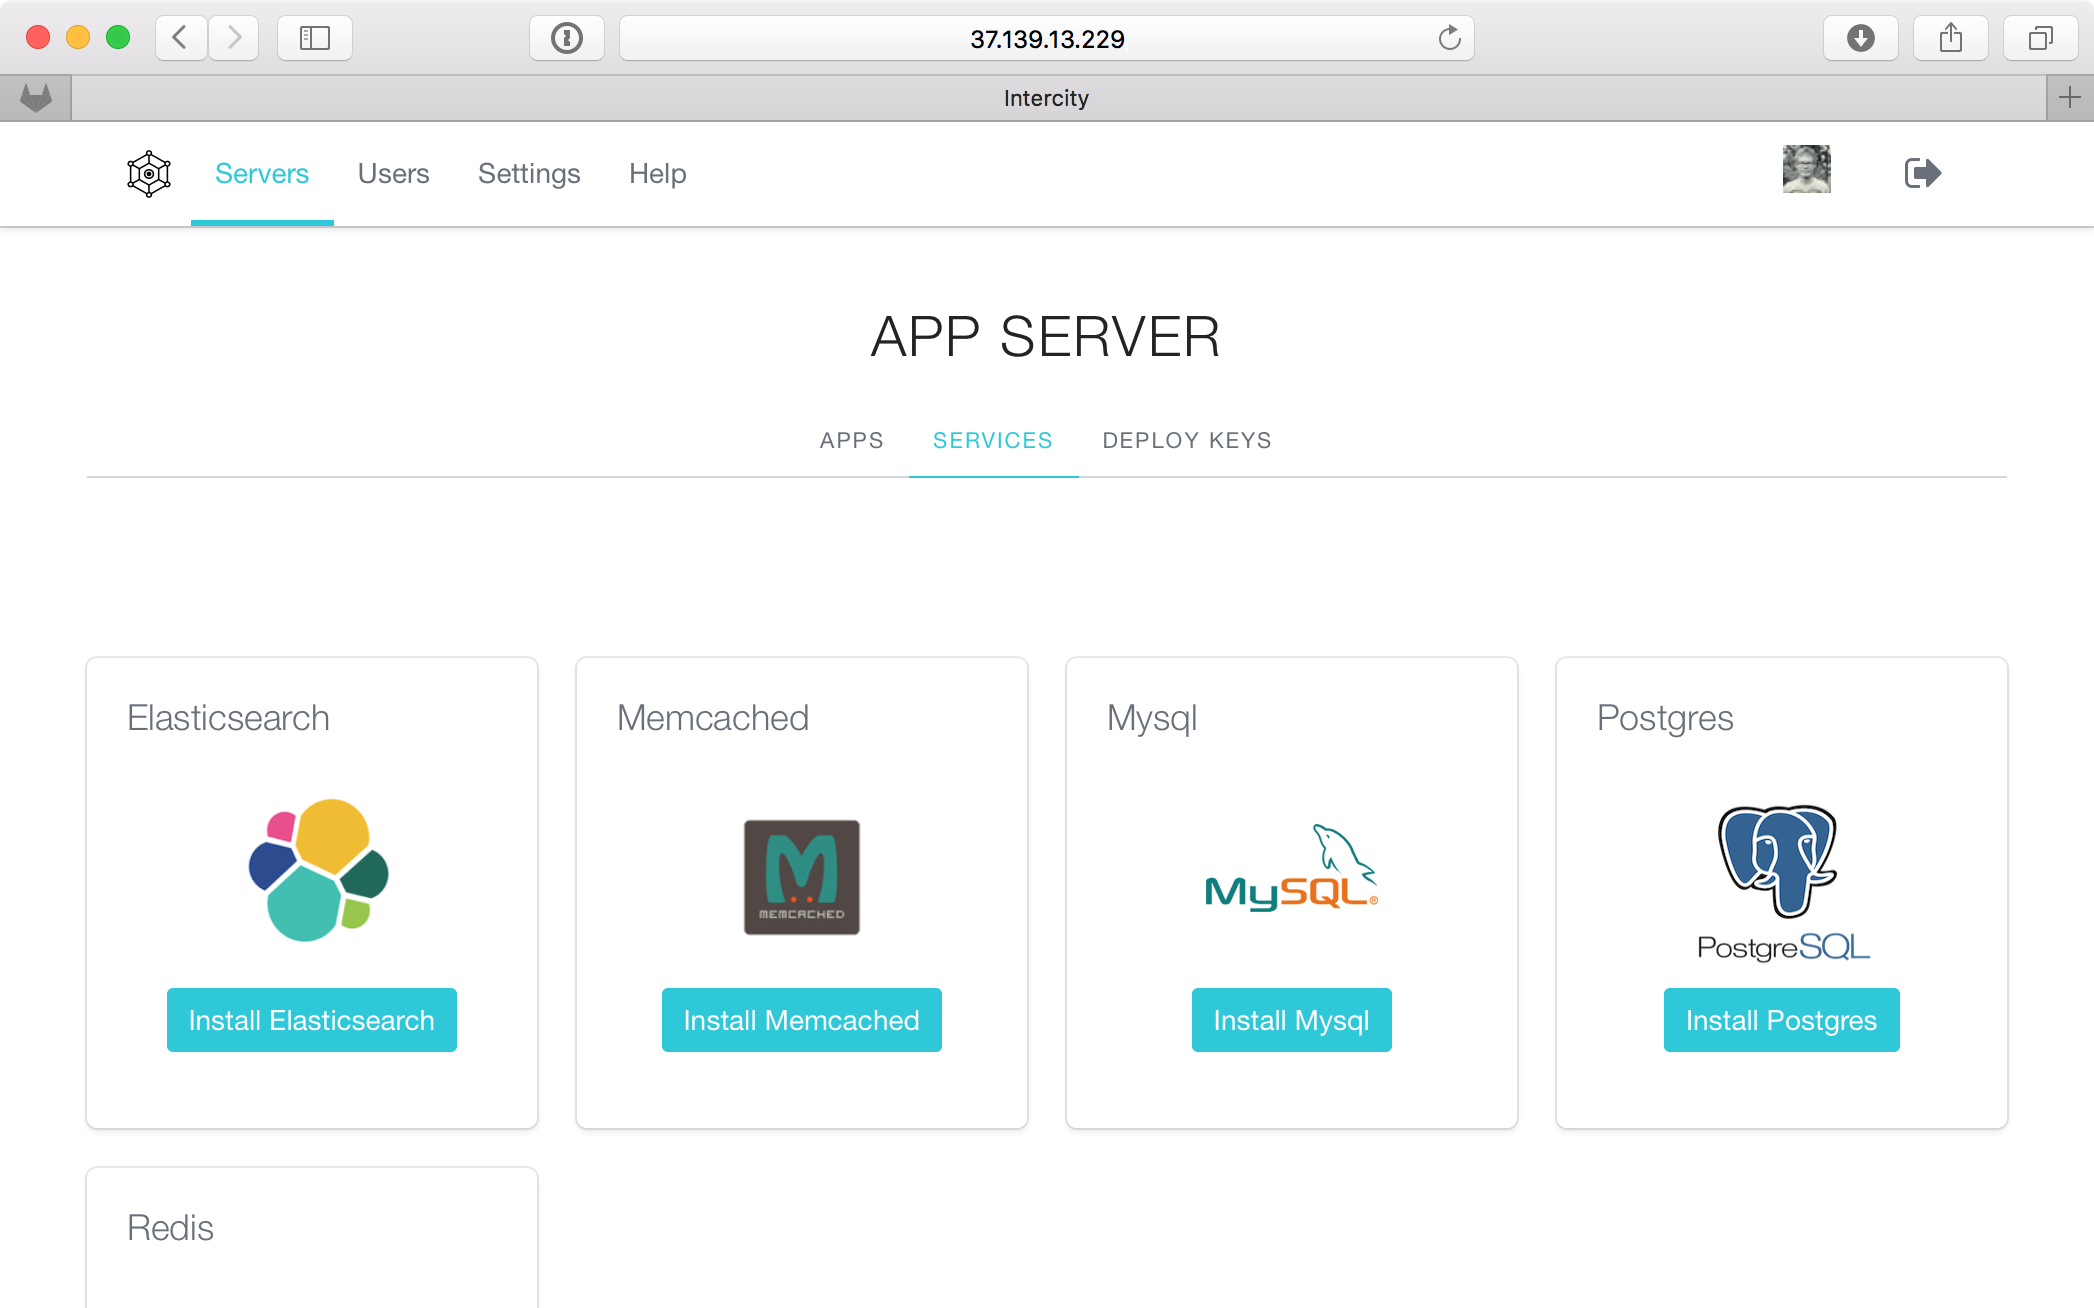 37.139.13.229
Intercity
Servers Users Settings Help
APP SERVER
APPS SERVICES DEPLOY KEYS
Elasticsearch Memcached Mysql Postgres
MEMCACHED
MySQL®
PostgreSQL
Install Elasticsearch Install Memcached Install Mysql Install Postgres
Redis